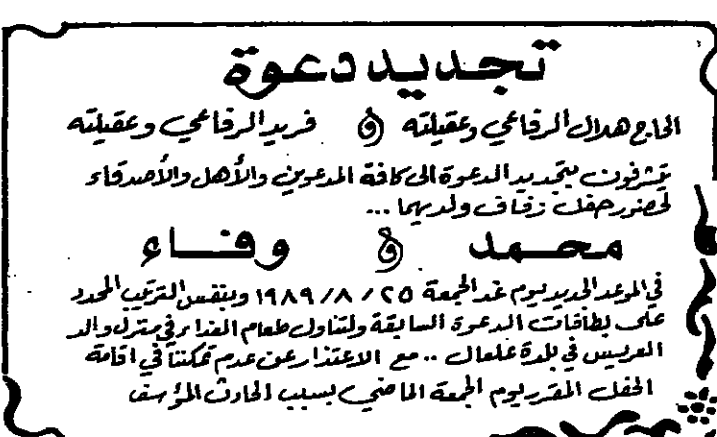 تجديد دعوة
الحاج هدال الرفاعي وعقيلته و فريد الرفاعي وعقيلته
يتشرفون بتجديد الدعوة الى كافة المدعوين والأهل والأصدقاء
لحضور حفل زفاف ولديهما ...
محمد و وفاء
في الموعد الجديد يوم غد الجمعة ٢٥ / ٨ / ١٩٨٩ وبنفس الترتيب المحدد
على بطاقات الدعوة السابقة ولتناول طعام الغداء في منزل والد
العريس في بلدة علعال .. مع الاعتذار عن عدم تمكننا في اقامة
الحفل المقرر يوم الجمعة الماضي بسبب الحادث المؤسف